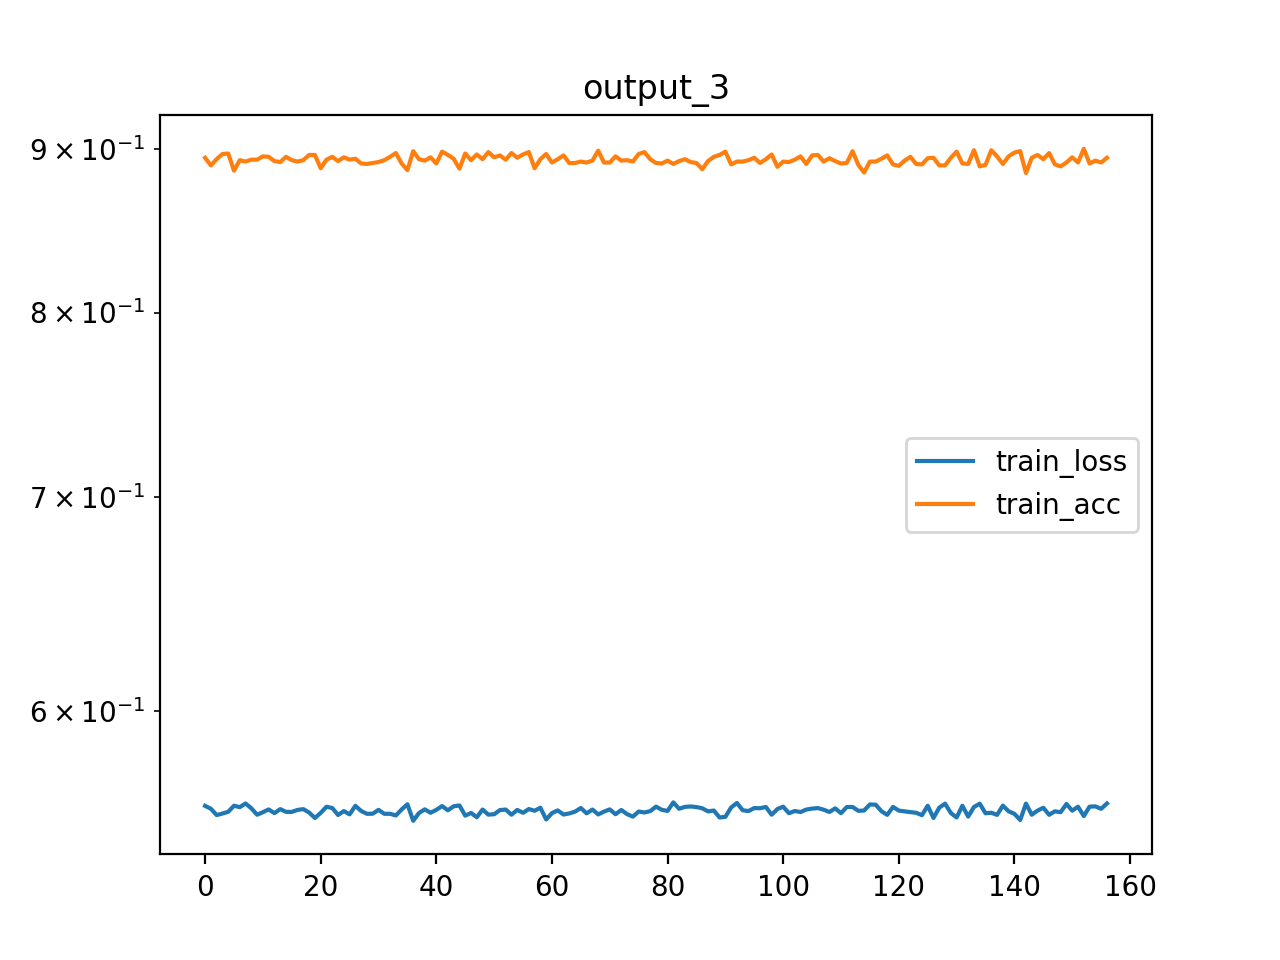 output_3
9 × 10⁻¹
8 × 10⁻¹
7 × 10⁻¹
6 × 10⁻¹
train_loss
train_acc
0 20 40 60 80 100 120 140 160